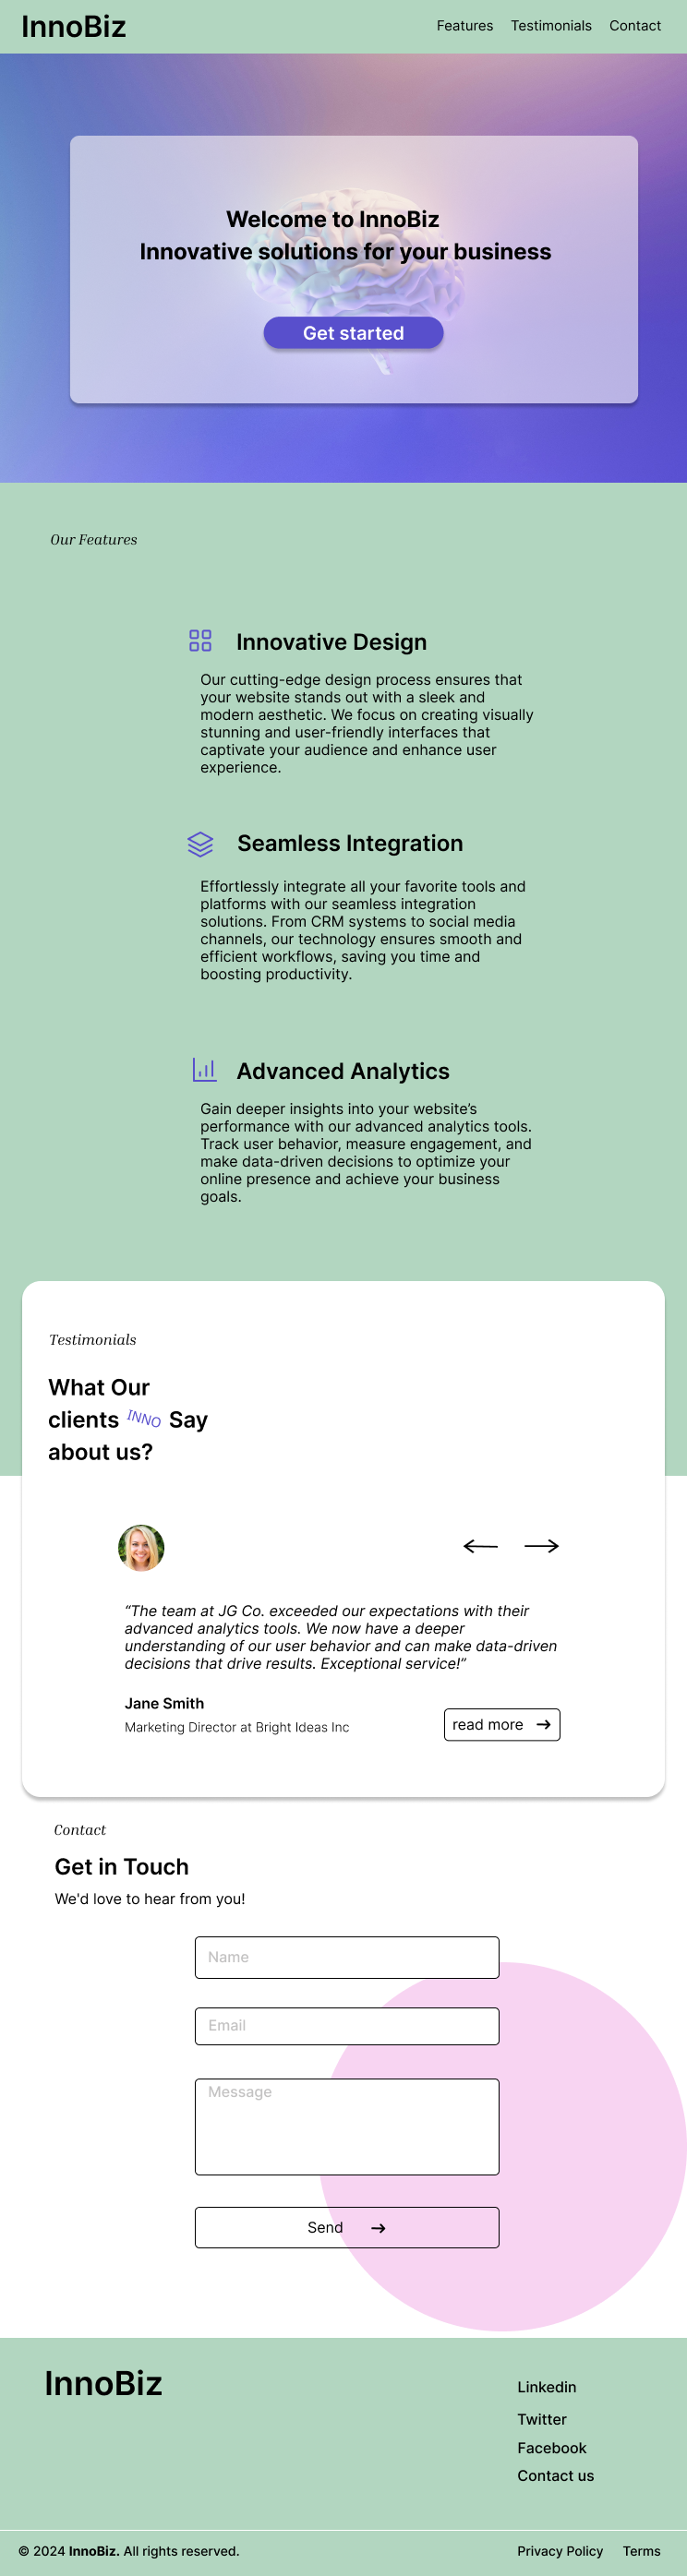 InnoBiz
Features Testimonials Contact
Welcome to InnoBiz
Innovative solutions for your business
Get started
Our Features
Innovative Design
Our cutting-edge design process ensures that
your website stands out with a sleek and
modern aesthetic. We focus on creating visually
stunning and user-friendly interfaces that
captivate your audience and enhance user
experience.
Seamless Integration
Effortlessly integrate all your favorite tools and
platforms with our seamless integration
solutions. From CRM systems to social media
channels, our technology ensures smooth and
efficient workflows, saving you time and
boosting productivity.
Advanced Analytics
Gain deeper insights into your website’s
performance with our advanced analytics tools.
Track user behavior, measure engagement, and
make data-driven decisions to optimize your
online presence and achieve your business
goals.
Testimonials
What Our
clients INNO Say
about us?
“The team at JG Co. exceeded our expectations with their
advanced analytics tools. We now have a deeper
understanding of our user behavior and can make data-driven
decisions that drive results. Exceptional service!”
Jane Smith
Marketing Director at Bright Ideas Inc
read more
Contact
Get in Touch
We'd love to hear from you!
Name
Email
Message
Send
InnoBiz
Linkedin
Twitter
Facebook
Contact us
© 2024 InnoBiz. All rights reserved.
Privacy Policy Terms